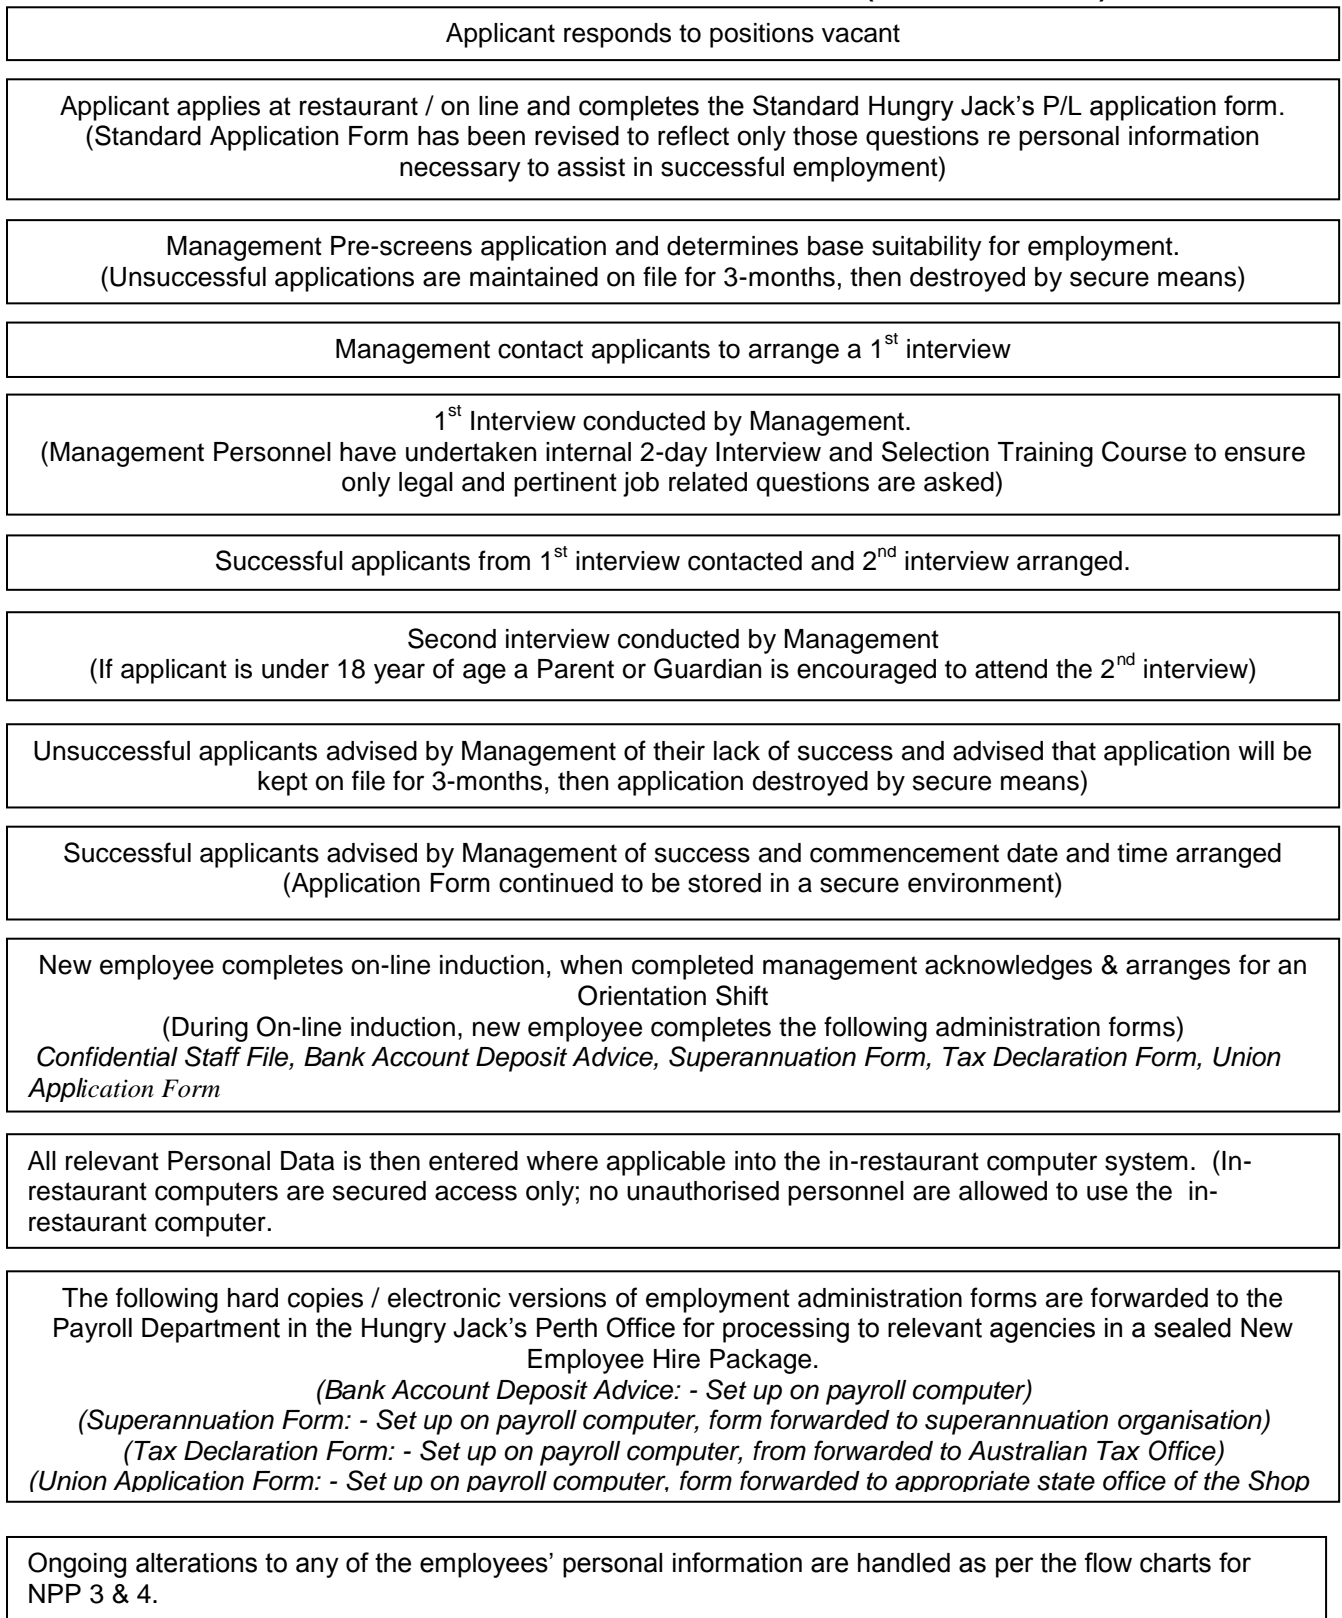 Applicant responds to positions vacant
Applicant applies at restaurant / on line and completes the Standard Hungry Jack's P/L application form.
(Standard Application Form has been revised to reflect only those questions re personal information
necessary to assist in successful employment)
Management Pre-screens application and determines base suitability for employment.
(Unsuccessful applications are maintained on file for 3-months, then destroyed by secure means)
Management contact applicants to arrange a 1st interview
1st Interview conducted by Management.
(Management Personnel have undertaken internal 2-day Interview and Selection Training Course to ensure
only legal and pertinent job related questions are asked)
Successful applicants from 1st interview contacted and 2nd interview arranged.
Second interview conducted by Management
(If applicant is under 18 year of age a Parent or Guardian is encouraged to attend the 2nd interview)
Unsuccessful applicants advised by Management of their lack of success and advised that application will be
kept on file for 3-months, then application destroyed by secure means)
Successful applicants advised by Management of success and commencement date and time arranged
(Application Form continued to be stored in a secure environment)
New employee completes on-line induction, when completed management acknowledges & arranges for an
Orientation Shift
(During On-line induction, new employee completes the following administration forms)
Confidential Staff File, Bank Account Deposit Advice, Superannuation Form, Tax Declaration Form, Union
Application Form
All relevant Personal Data is then entered where applicable into the in-restaurant computer system. (In-
restaurant computers are secured access only; no unauthorised personnel are allowed to use the in-
restaurant computer.
The following hard copies / electronic versions of employment administration forms are forwarded to the
Payroll Department in the Hungry Jack's Perth Office for processing to relevant agencies in a sealed New
Employee Hire Package.
(Bank Account Deposit Advice: - Set up on payroll computer)
(Superannuation Form: - Set up on payroll computer, form forwarded to superannuation organisation)
(Tax Declaration Form: - Set up on payroll computer, from forwarded to Australian Tax Office)
(Union Application Form: - Set up on payroll computer, form forwarded to appropriate state office of the Shop
Ongoing alterations to any of the employees' personal information are handled as per the flow charts for
NPP 3 & 4.